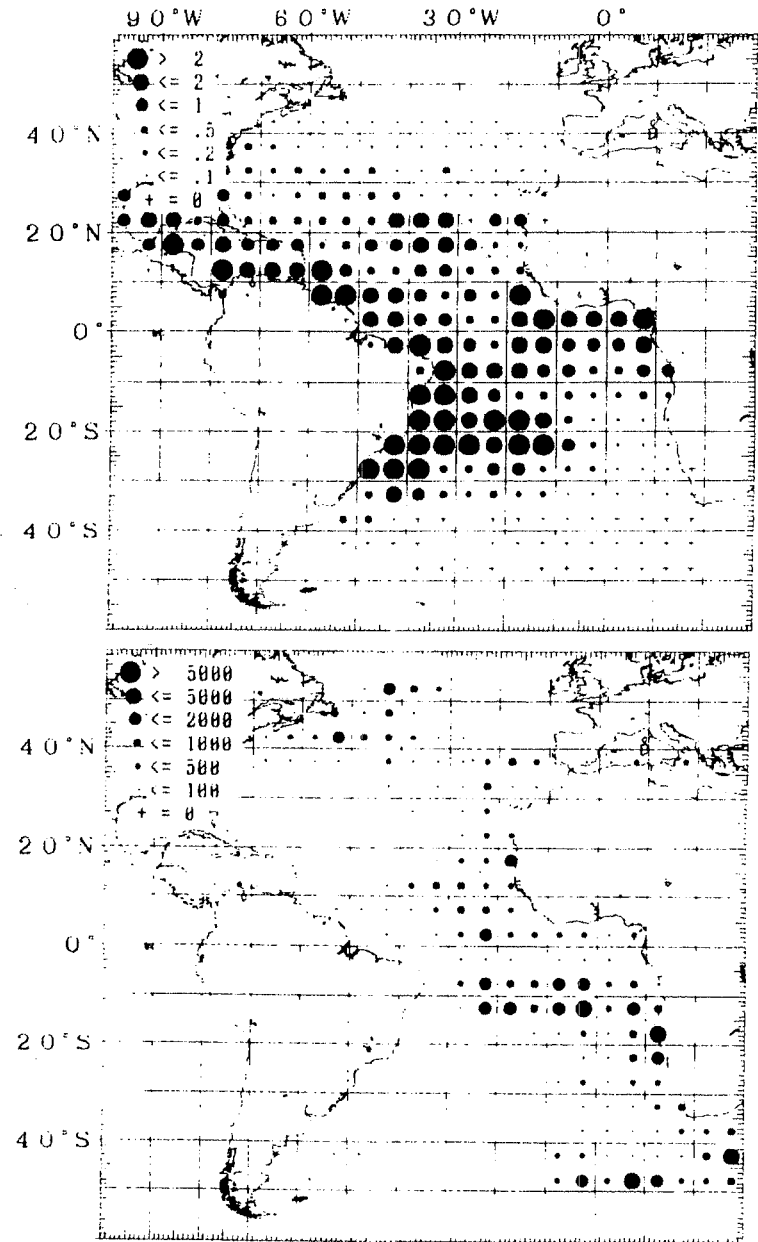 90°W 60°W 30°W 0°
> 2
<= 2
<= 1
<= .5
<= .2
<= .1
+ = 0
40°N
20°N
0°
20°S
40°S
> 5000
<= 5000
<= 2000
<= 1000
<= 500
<= 100
+ = 0
40°N
20°N
0°
20°S
40°S